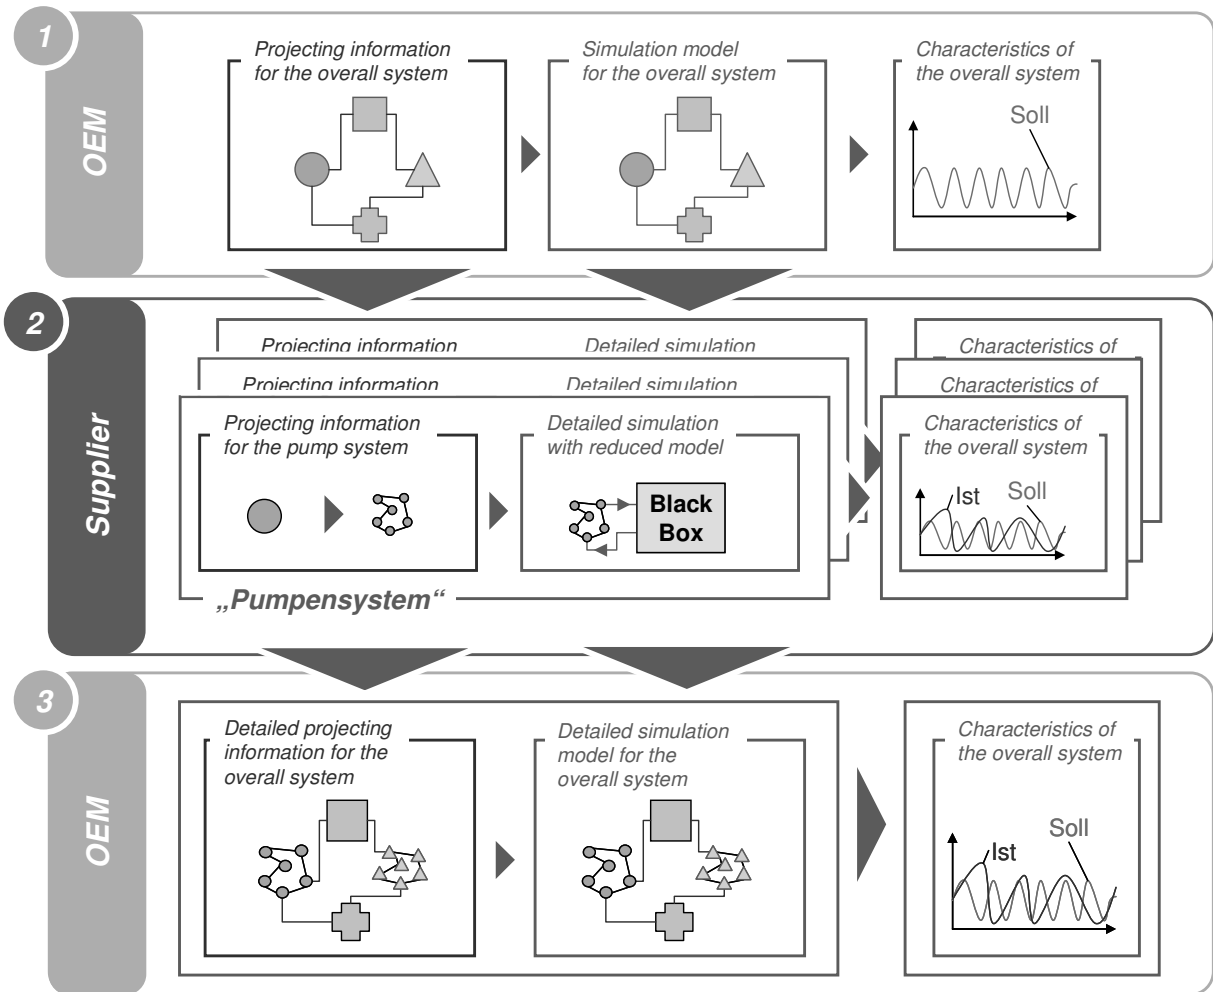 1
OEM
Projecting information
for the overall system
Simulation model
for the overall system
Characteristics of
the overall system
Soll
2
Supplier
Projecting information
Detailed simulation
Characteristics of
Projecting information
Detailed simulation
Characteristics of
Projecting information
for the pump system
Detailed simulation
with reduced model
Black
Box
Characteristics of
the overall system
Ist
Soll
„Pumpensystem“
3
OEM
Detailed projecting
information for the
overall system
Detailed simulation
model for the
overall system
Characteristics of
the overall system
Ist
Soll